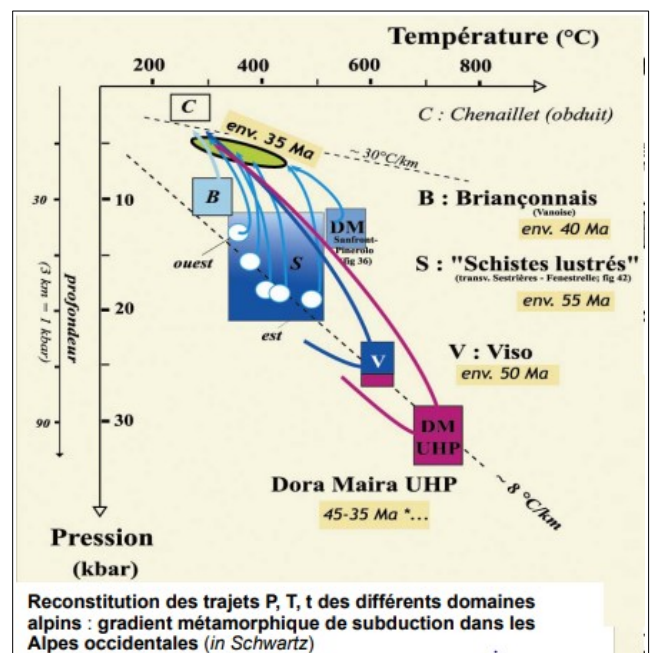 Température (°C)
200 400 600 800
C : Chenaillet (obduit)
C
env. 35 Ma
~ 30°C/km
B
10
30
B : Briançonnais
(Vanoise)
env. 40 Ma
DM
Sanfront-
Pinerolo
(fig 36)
ouest
S
S : "Schistes lustrés"
(transv. Sestrières - Fenestrelle; fig 42)
env. 55 Ma
profondeur
(3 km = 1 kbar)
20
est
V
V : Viso
env. 50 Ma
30
90
DM
UHP
Dora Maira UHP
45-35 Ma *...
~ 8 °C/km
Pression
(kbar)
Reconstitution des trajets P, T, t des différents domaines
alpins : gradient métamorphique de subduction dans les
Alpes occidentales (in Schwartz)